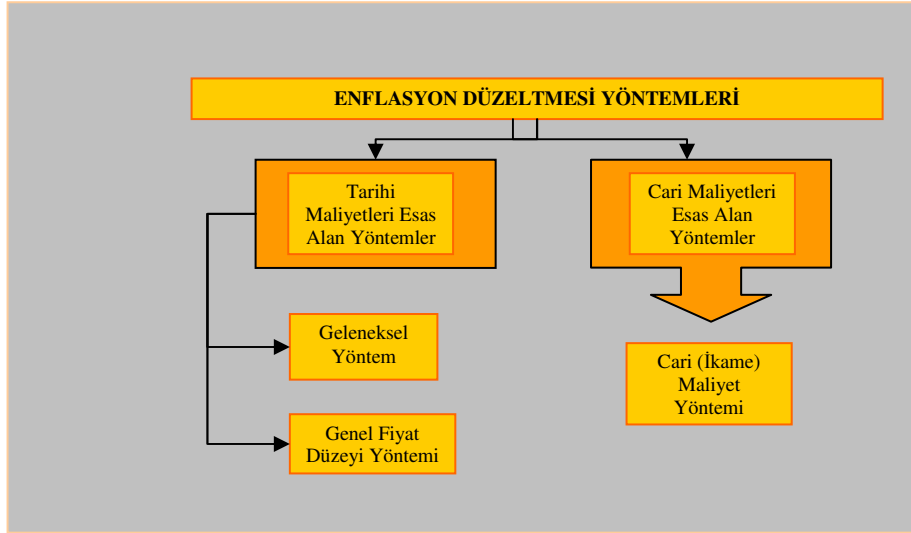 ENFLASYON DÜZELTMESİ YÖNTEMLERİ
Tarihi
Maliyetleri Esas
Alan Yöntemler
Cari Maliyetleri
Esas Alan
Yöntemler
Geleneksel
Yöntem
Genel Fiyat
Düzeyi Yöntemi
Cari (İkame)
Maliyet
Yöntemi